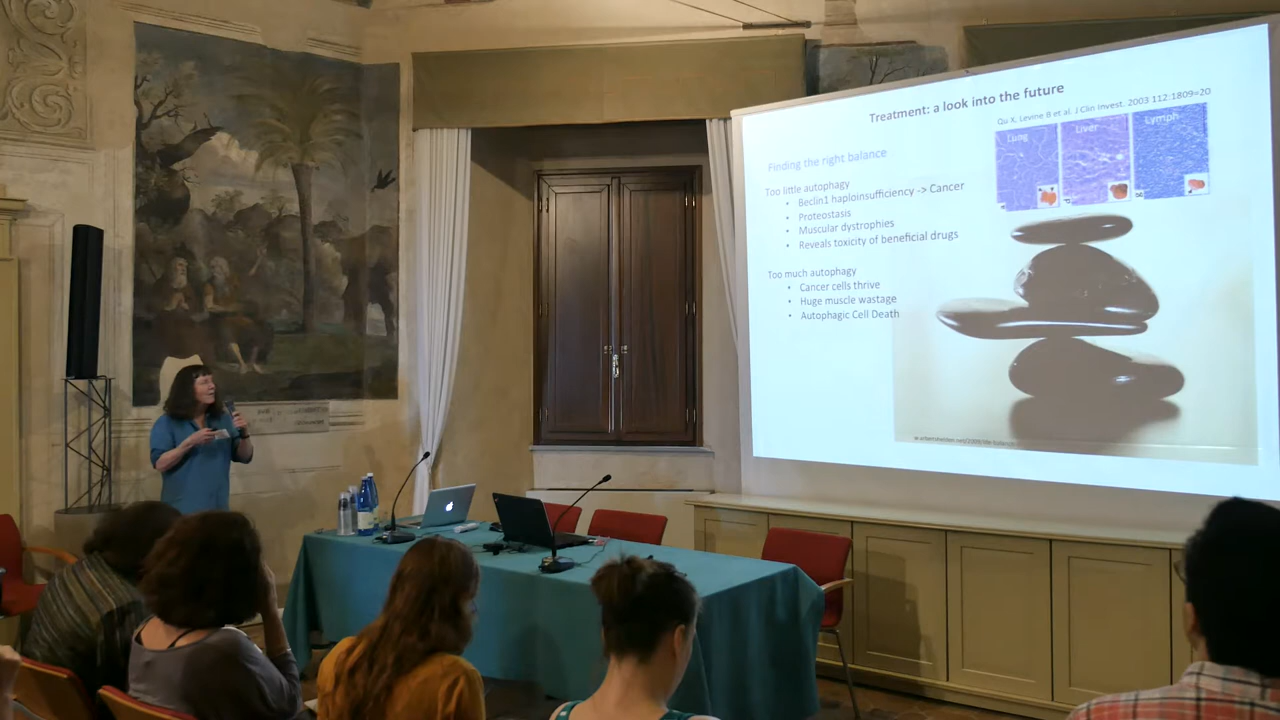 Treatment: a look into the future
Qu X, Levine B et al. J Clin Invest. 2003 112:1809=20
Lung
Liver
Lymph
Finding the right balance
Too little autophagy
• Beclin1 haploinsufficiency -> Cancer
• Proteostasis
• Muscular dystrophies
• Reveals toxicity of beneficial drugs
Too much autophagy
• Cancer cells thrive
• Huge muscle wastage
• Autophagic Cell Death